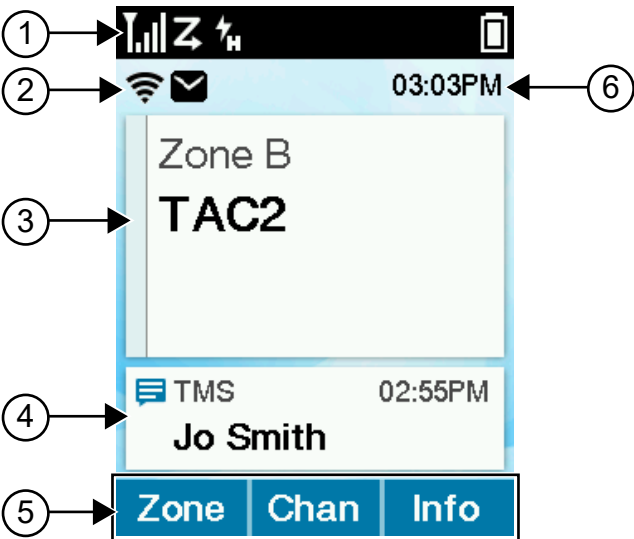 1
Z H
2
03:03PM
6
Zone B
3
TAC2
TMS
02:55PM
4
Jo Smith
5
Zone
Chan
Info